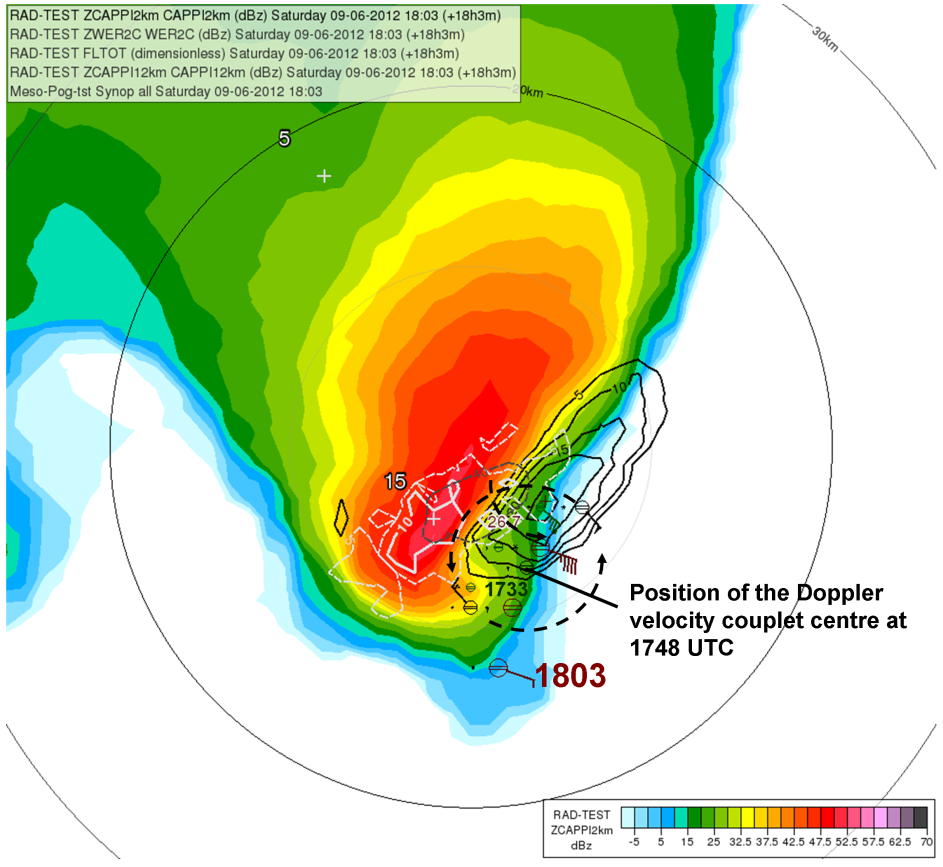 RAD-TEST ZCAPPI2km CAPPI2km (dBz) Saturday 09-06-2012 18:03 (+18h3m)
RAD-TEST ZWER2C WER2C (dBz) Saturday 09-06-2012 18:03 (+18h3m)
RAD-TEST FLTOT (dimensionless) Saturday 09-06-2012 18:03 (+18h3m)
RAD-TEST ZCAPPI12km CAPPI12km (dBz) Saturday 09-06-2012 18:03 (+18h3m)
Meso-Pog-tst Synop all Saturday 09-06-2012 18:03
30km
20km
5
5
10
15
15
10
5
26.7
1733
Position of the Doppler
velocity couplet centre at
1748 UTC
1803
RAD-TEST
ZCAPPI2km
dBz
-5 5 15 25 32.5 37.5 42.5 47.5 52.5 57.5 62.5 70